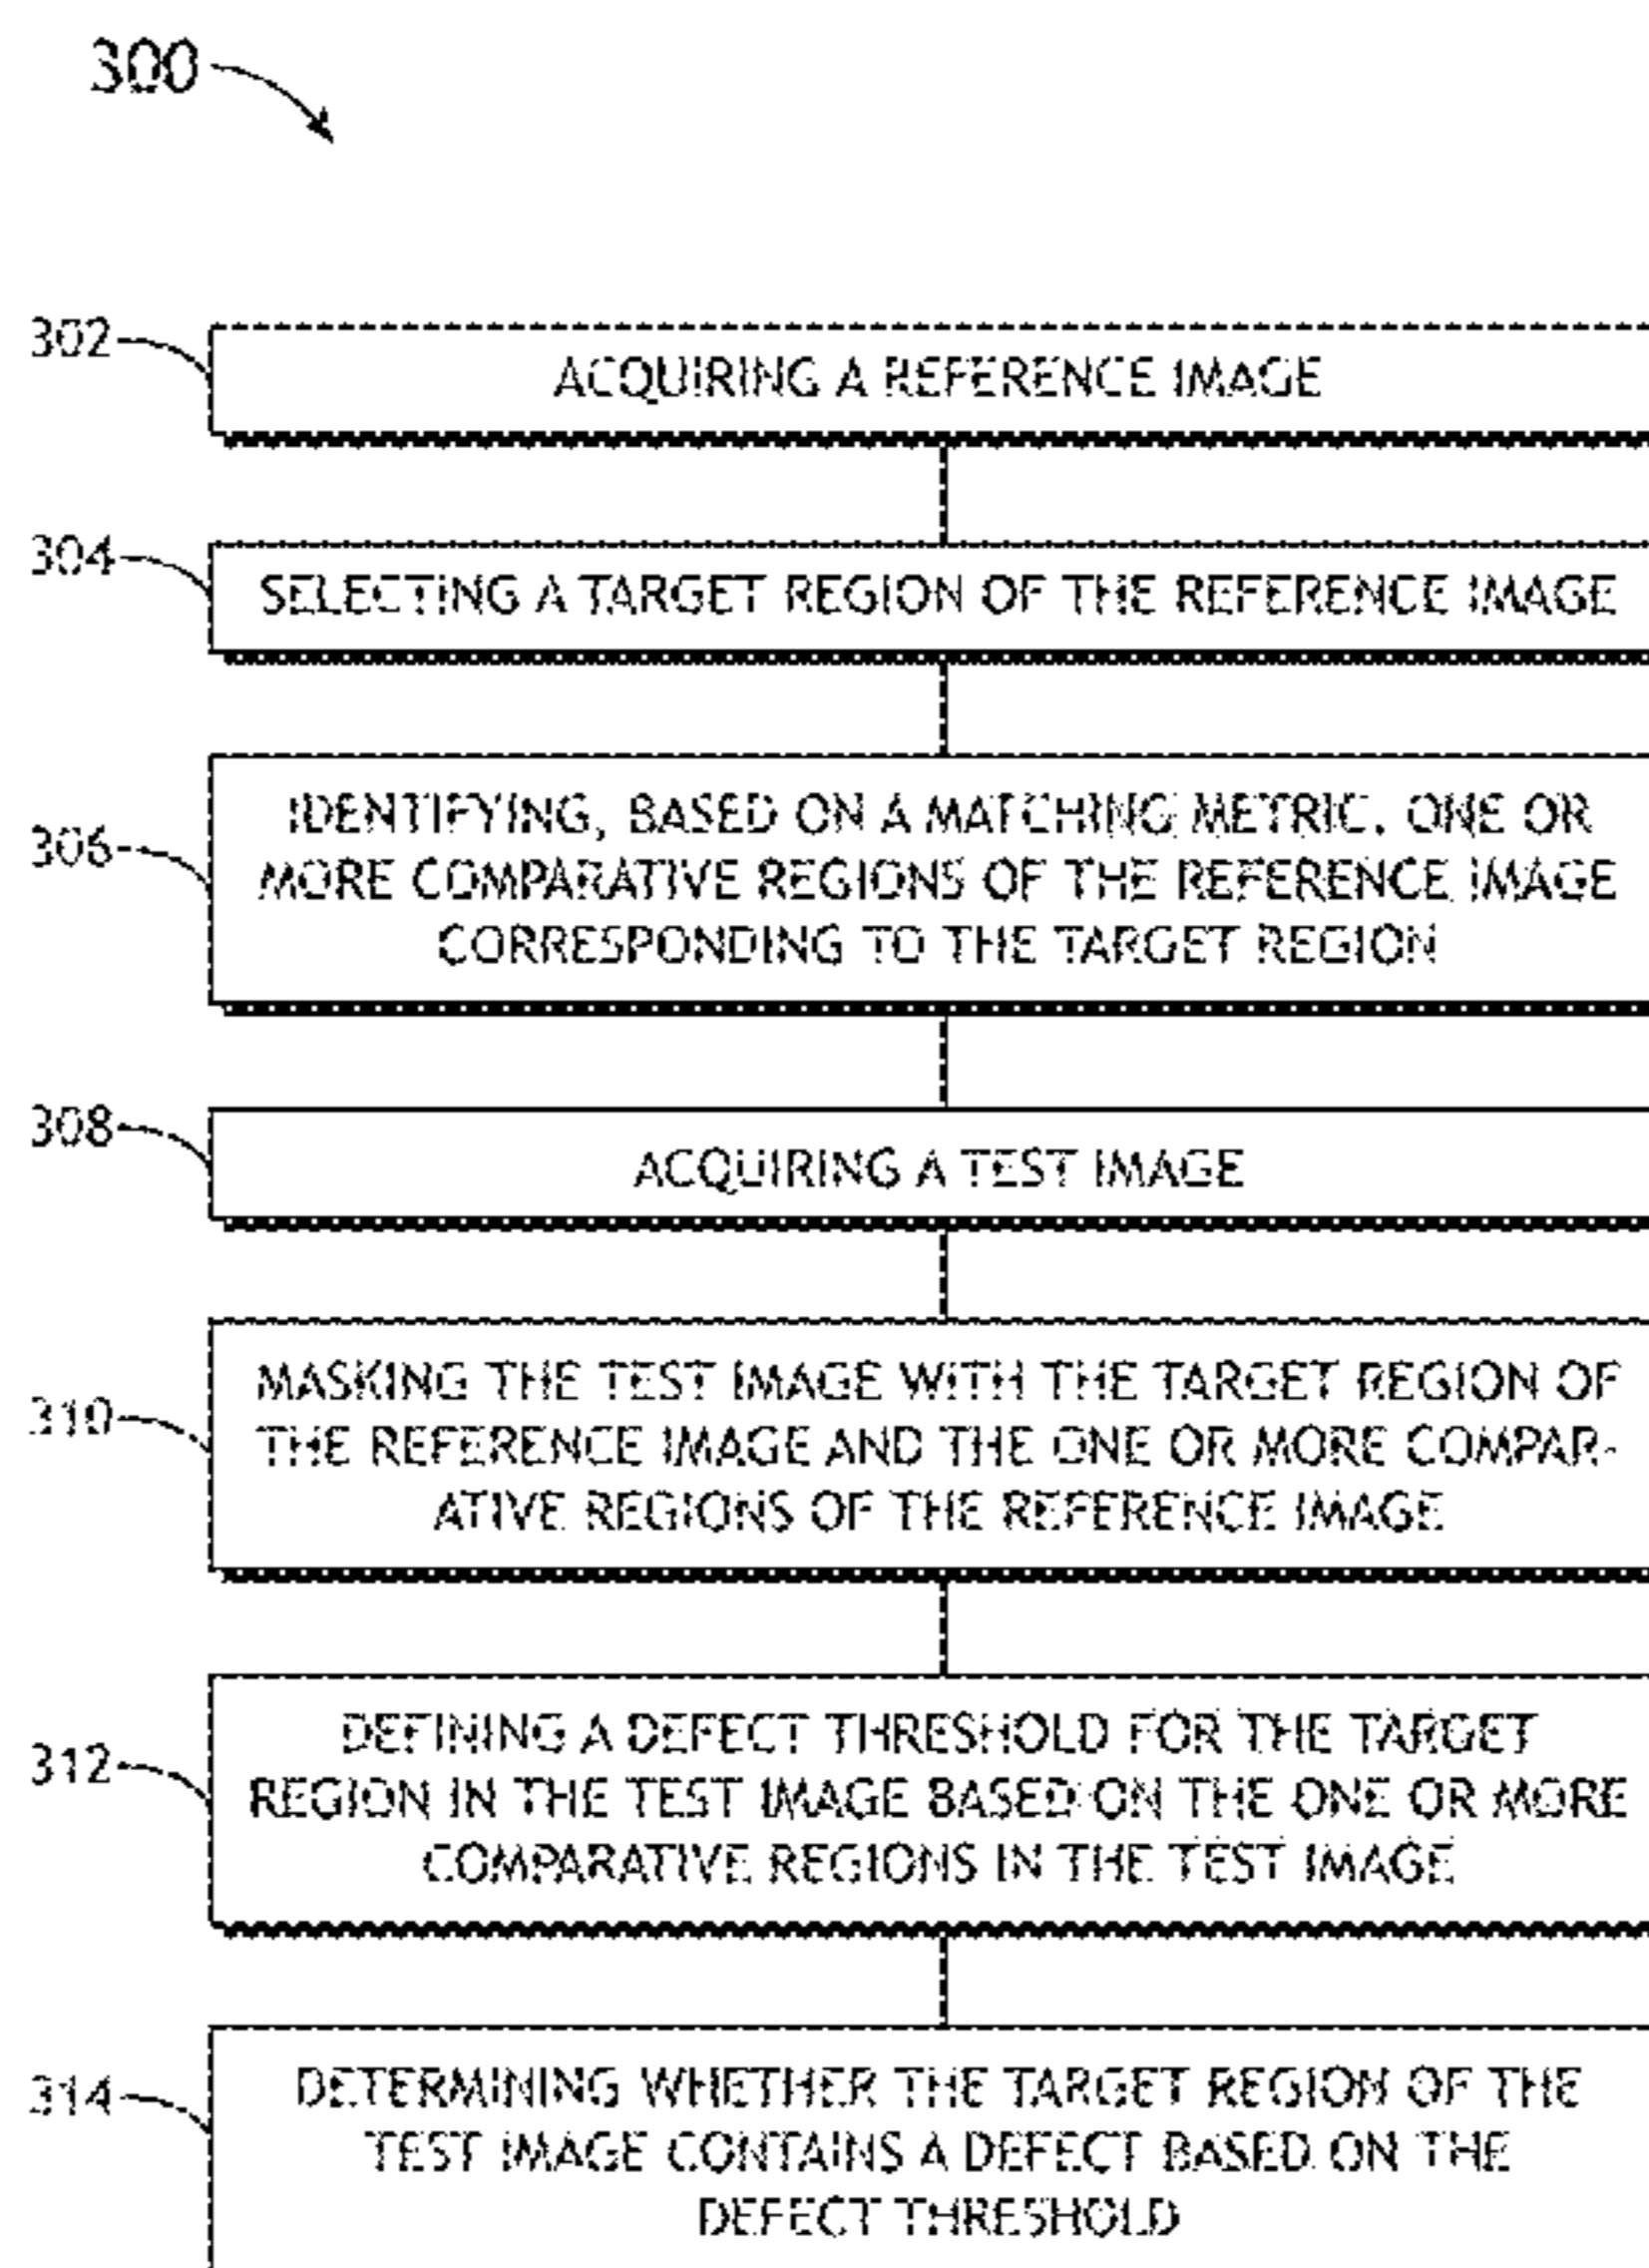 300
302
ACQUIRING A REFERENCE IMAGE
304
SELECTING A TARGET REGION OF THE REFERENCE IMAGE
306
IDENTIFYING, BASED ON A MATCHING METRIC, ONE OR
MORE COMPARATIVE REGIONS OF THE REFERENCE IMAGE
CORRESPONDING TO THE TARGET REGION
308
ACQUIRING A TEST IMAGE
310
MASKING THE TEST IMAGE WITH THE TARGET REGION OF
THE REFERENCE IMAGE AND THE ONE OR MORE COMPAR-
ATIVE REGIONS OF THE REFERENCE IMAGE
312
DEFINING A DEFECT THRESHOLD FOR THE TARGET
REGION IN THE TEST IMAGE BASED ON THE ONE OR MORE
COMPARATIVE REGIONS IN THE TEST IMAGE
314
DETERMINING WHETHER THE TARGET REGION OF THE
TEST IMAGE CONTAINS A DEFECT BASED ON THE
DEFECT THRESHOLD